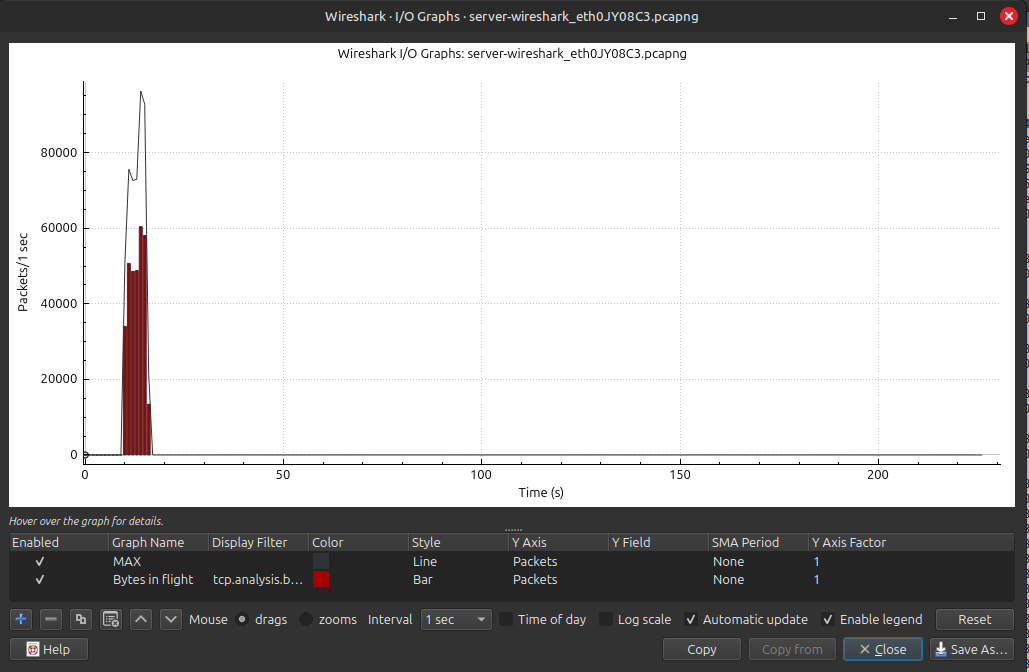 Wireshark · I/O Graphs · server-wireshark_eth0JY08C3.pcapng
Wireshark I/O Graphs: server-wireshark_eth0JY08C3.pcapng
80000
60000
40000
20000
0
Packets/1 sec
0 50 100 150 200
Time (s)
Hover over the graph for details.
Enabled Graph Name Display Filter Color Style Y Axis Y Field SMA Period Y Axis Factor
MAX Line Packets None 1
Bytes in flight tcp.analysis.b... Bar Packets None 1
Mouse drags zooms Interval 1 sec Time of day Log scale Automatic update Enable legend Reset
Help Copy Copy from Close Save As...